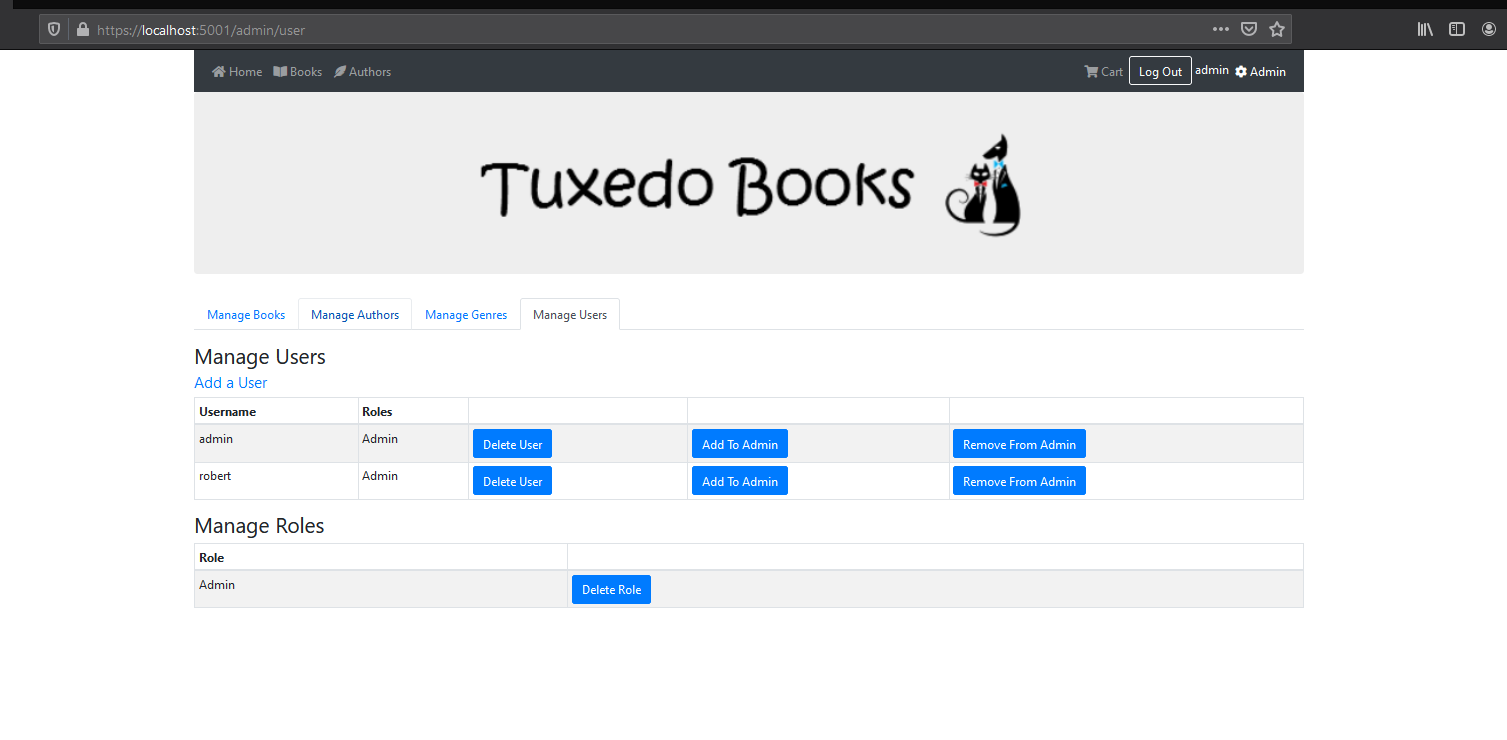 https://localhost:5001/admin/user
Home Books Authors Cart Log Out admin Admin
Tuxedo Books
Manage Books Manage Authors Manage Genres Manage Users
Manage Users
Add a User
Username Roles
admin Admin Delete User Add To Admin Remove From Admin
robert Admin Delete User Add To Admin Remove From Admin
Manage Roles
Role
Admin Delete Role